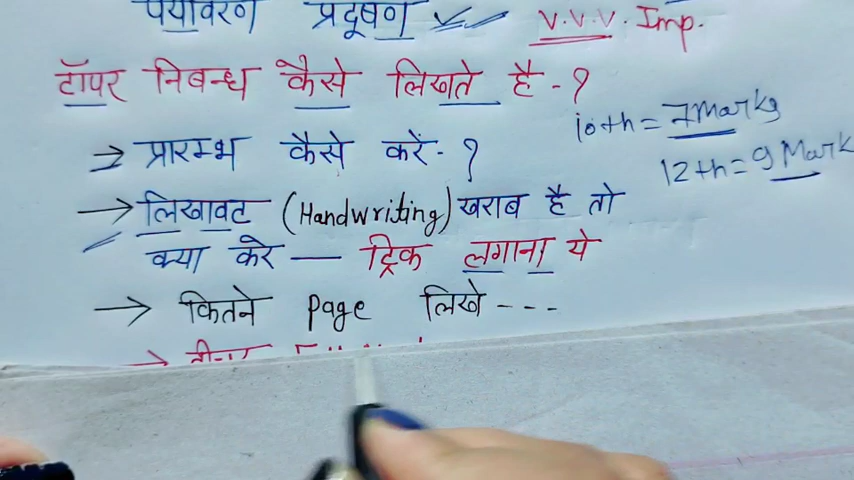 पर्यावरण प्रदूषण V.V.V. Imp.
टॉपर निबन्ध कैसे लिखते है - ?
10th = 7 Marks
→ प्रारम्भ कैसे करें - ?
12th = 9 Mark
→ लिखावट (Handwriting) खराब है तो
क्या करे — ट्रिक लगाना ये
→ कितने Page लिखे ---